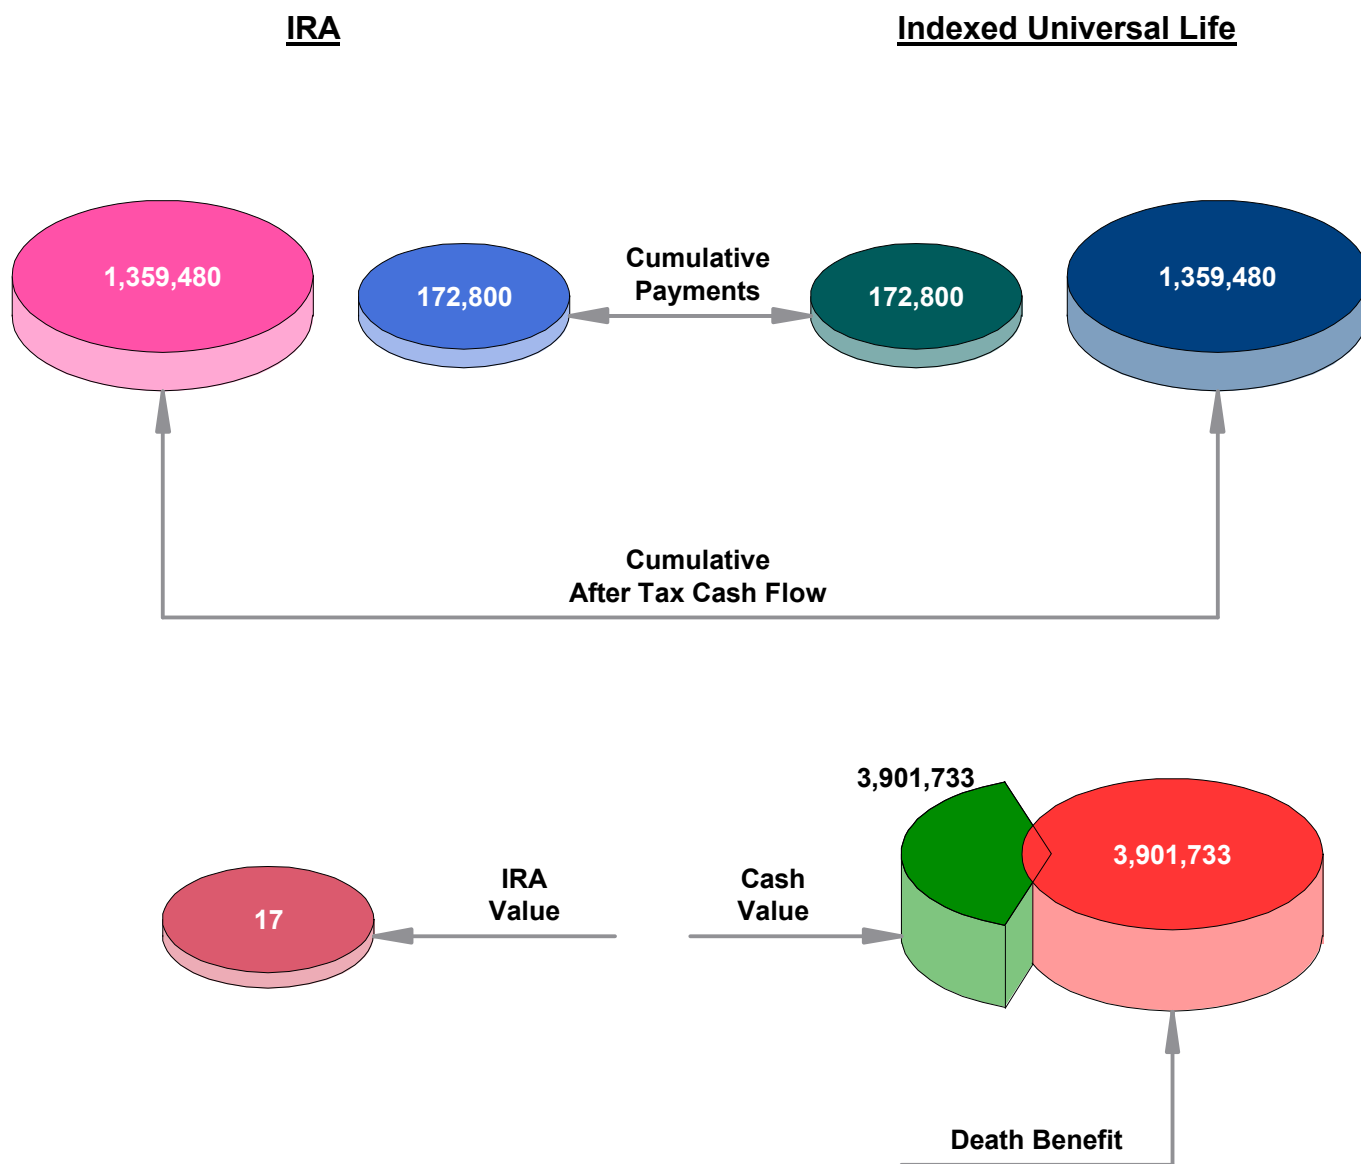 IRA
Indexed Universal Life
1,359,480
172,800
Cumulative
Payments
172,800
1,359,480
Cumulative
After Tax Cash Flow
3,901,733
3,901,733
17
IRA
Value
Cash
Value
Death Benefit